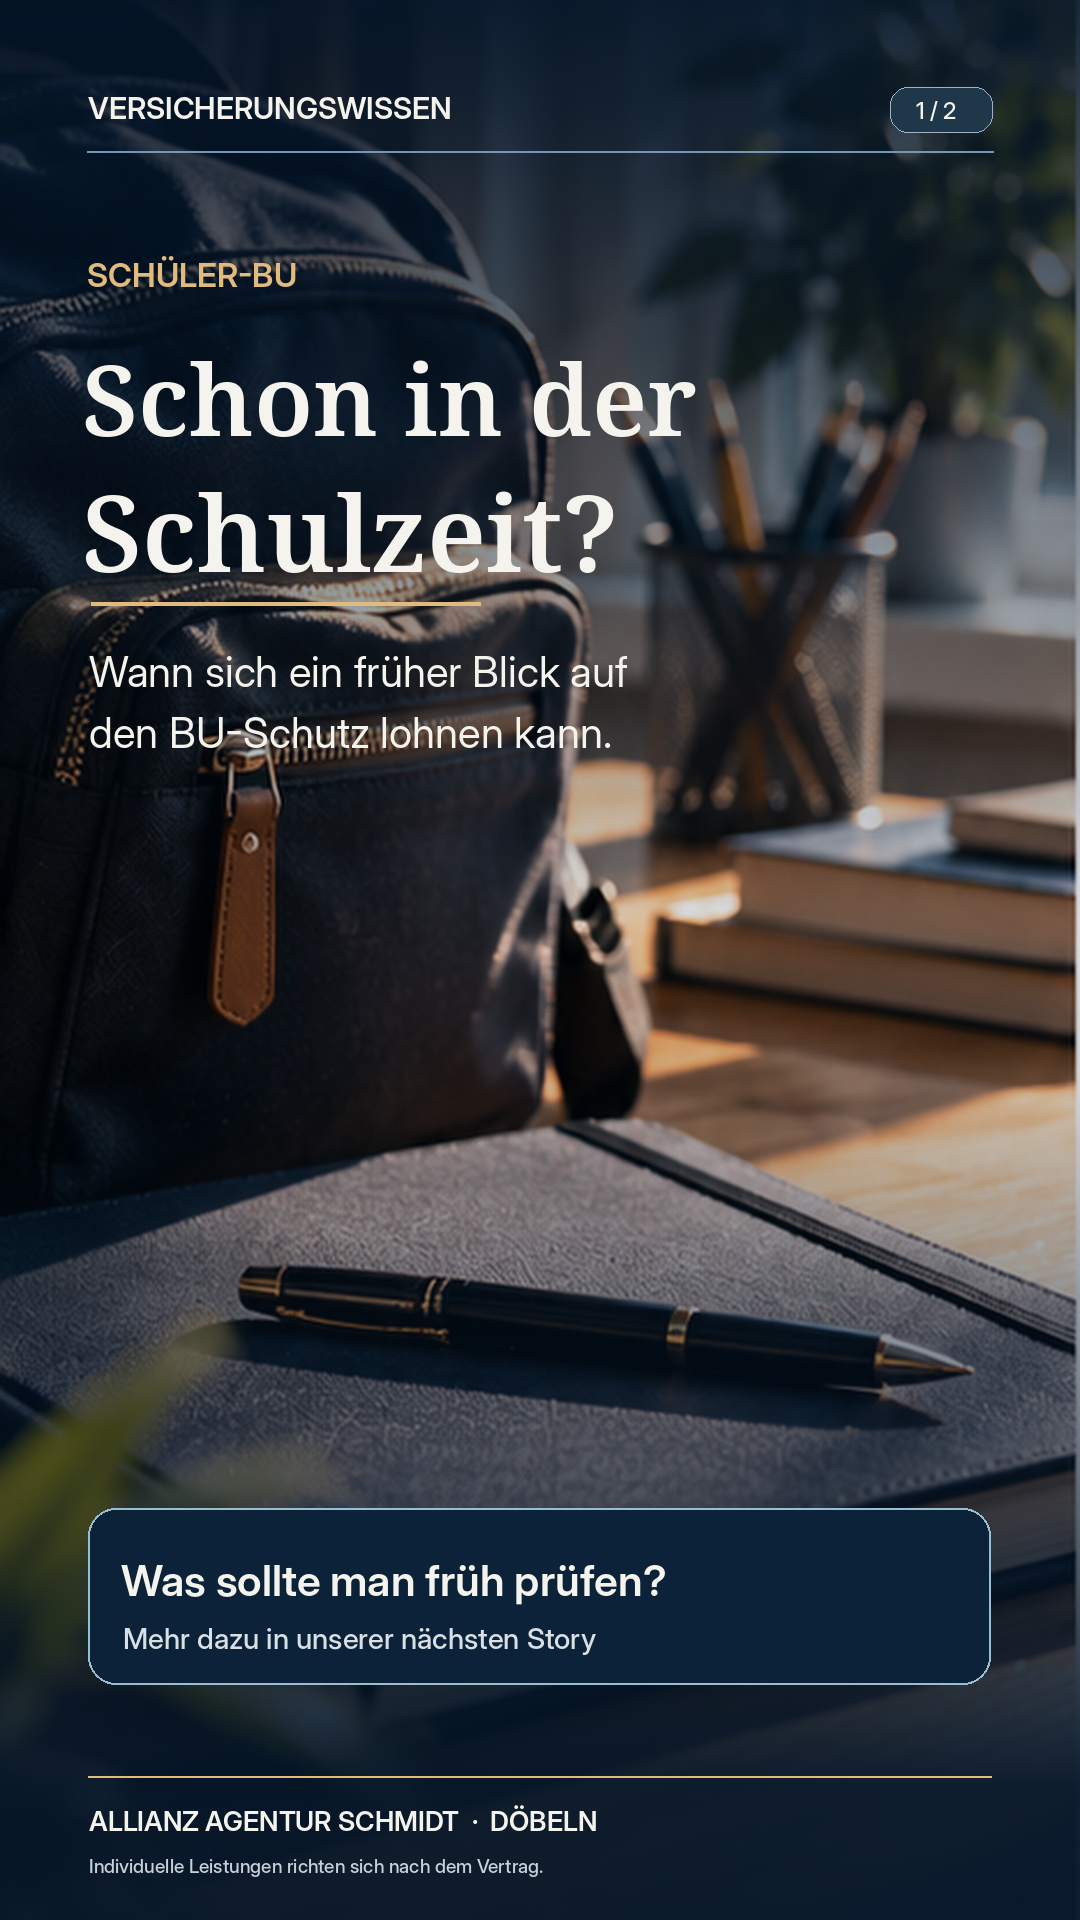 VERSICHERUNGSWISSEN
1/2
SCHÜLER-BU
Schon in der
Schulzeit?
Wann sich ein früher Blick auf
den BU-Schutz lohnen kann.
Was sollte man früh prüfen?
Mehr dazu in unserer nächsten Story
ALLIANZ AGENTUR SCHMIDT · DÖBELN
Individuelle Leistungen richten sich nach dem Vertrag.